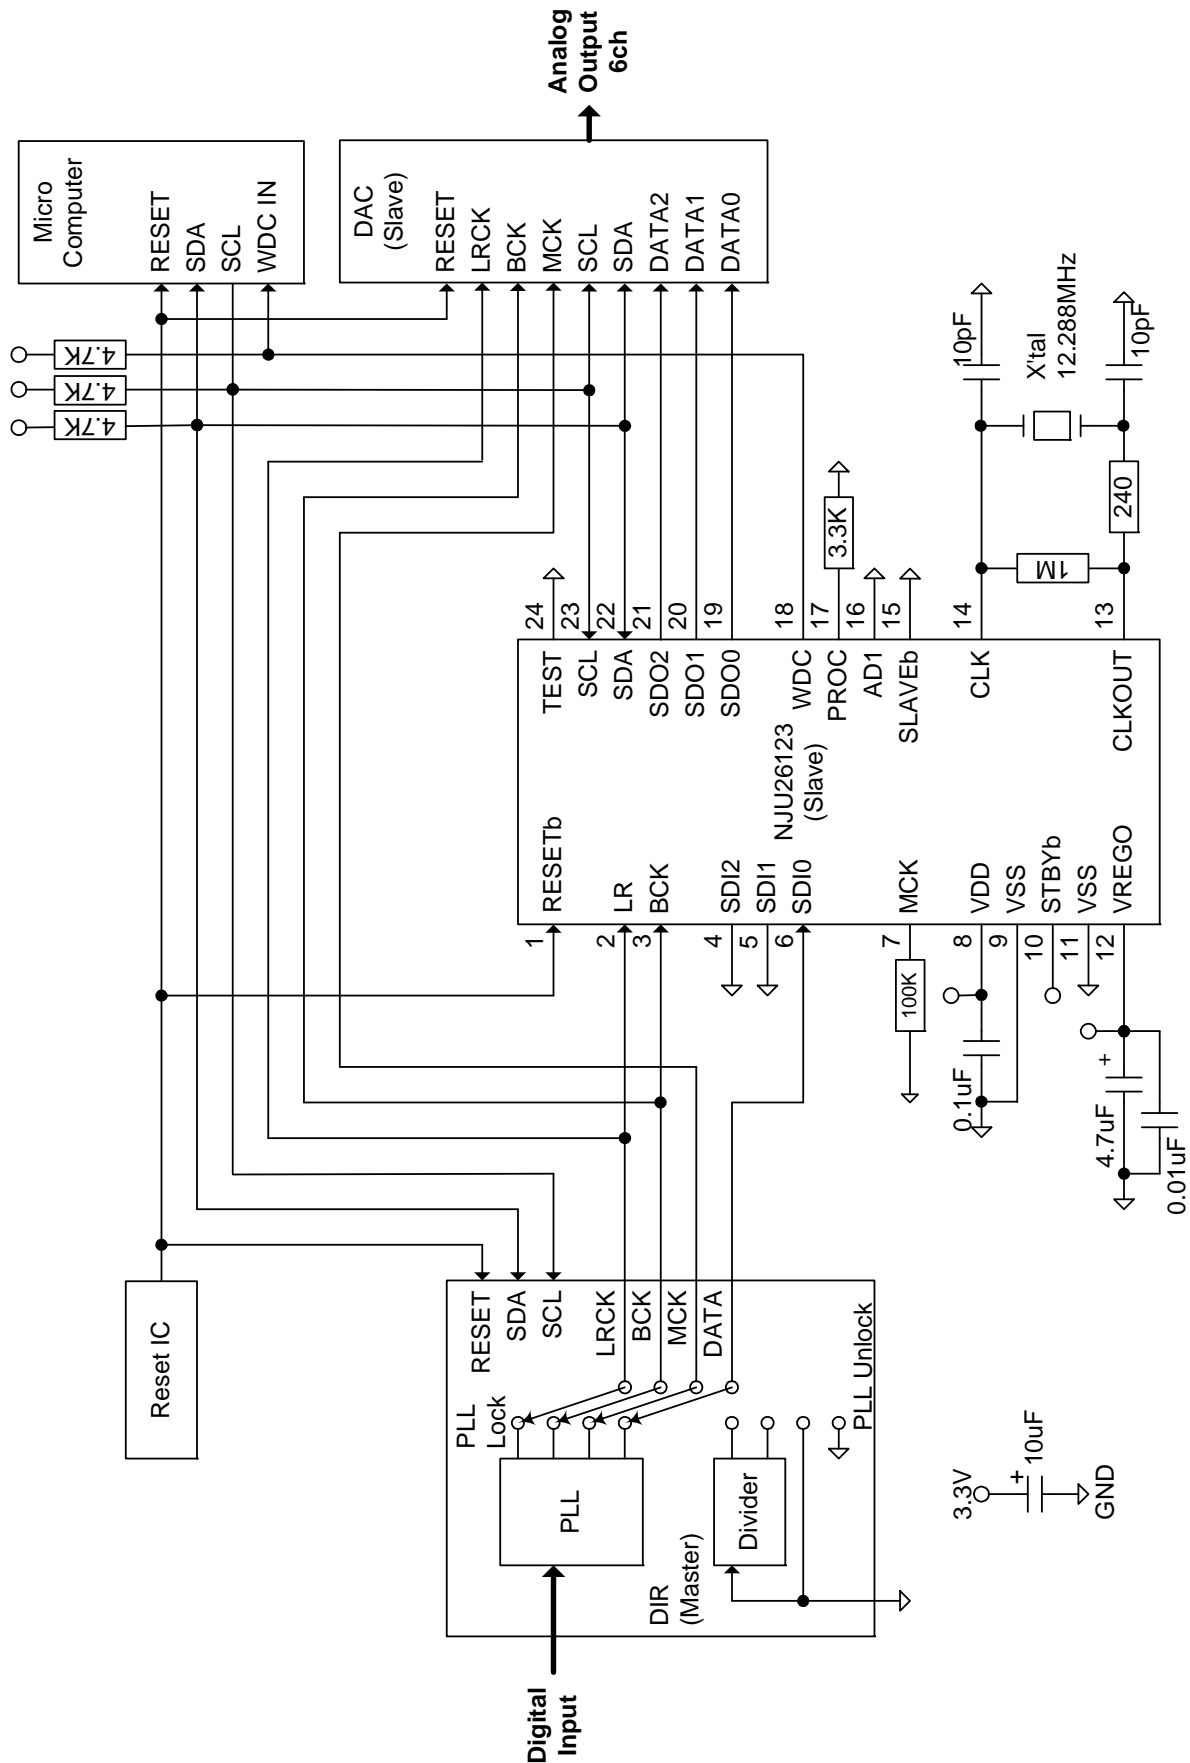 Digital
Input
Reset IC
PLL
Lock
PLL
DIR
(Master)
Divider
PLL Unlock
RESET
SDA
SCL
LRCK
BCK
MCK
DATA
3.3V
+
10uF
GND
1
2
3
4
5
6
7
8
9
10
11
12
100K
0.1uF
+
4.7uF
0.01uF
RESETb
LR
BCK
SDI2
SDI1
SDI0
MCK
VDD
VSS
STBYb
VSS
VREGO
NJU26123
(Slave)
TEST
SCL
SDA
SDO2
SDO1
SDO0
WDC
PROC
AD1
SLAVEb
CLK
CLKOUT
24
23
22
21
20
19
18
17
16
15
14
13
3.3K
1M
240
10pF
X'tal
12.288MHz
10pF
4.7K
4.7K
4.7K
Micro
Computer
RESET
SDA
SCL
WDC IN
DAC
(Slave)
RESET
LRCK
BCK
MCK
SCL
SDA
DATA2
DATA1
DATA0
Analog
Output
6ch